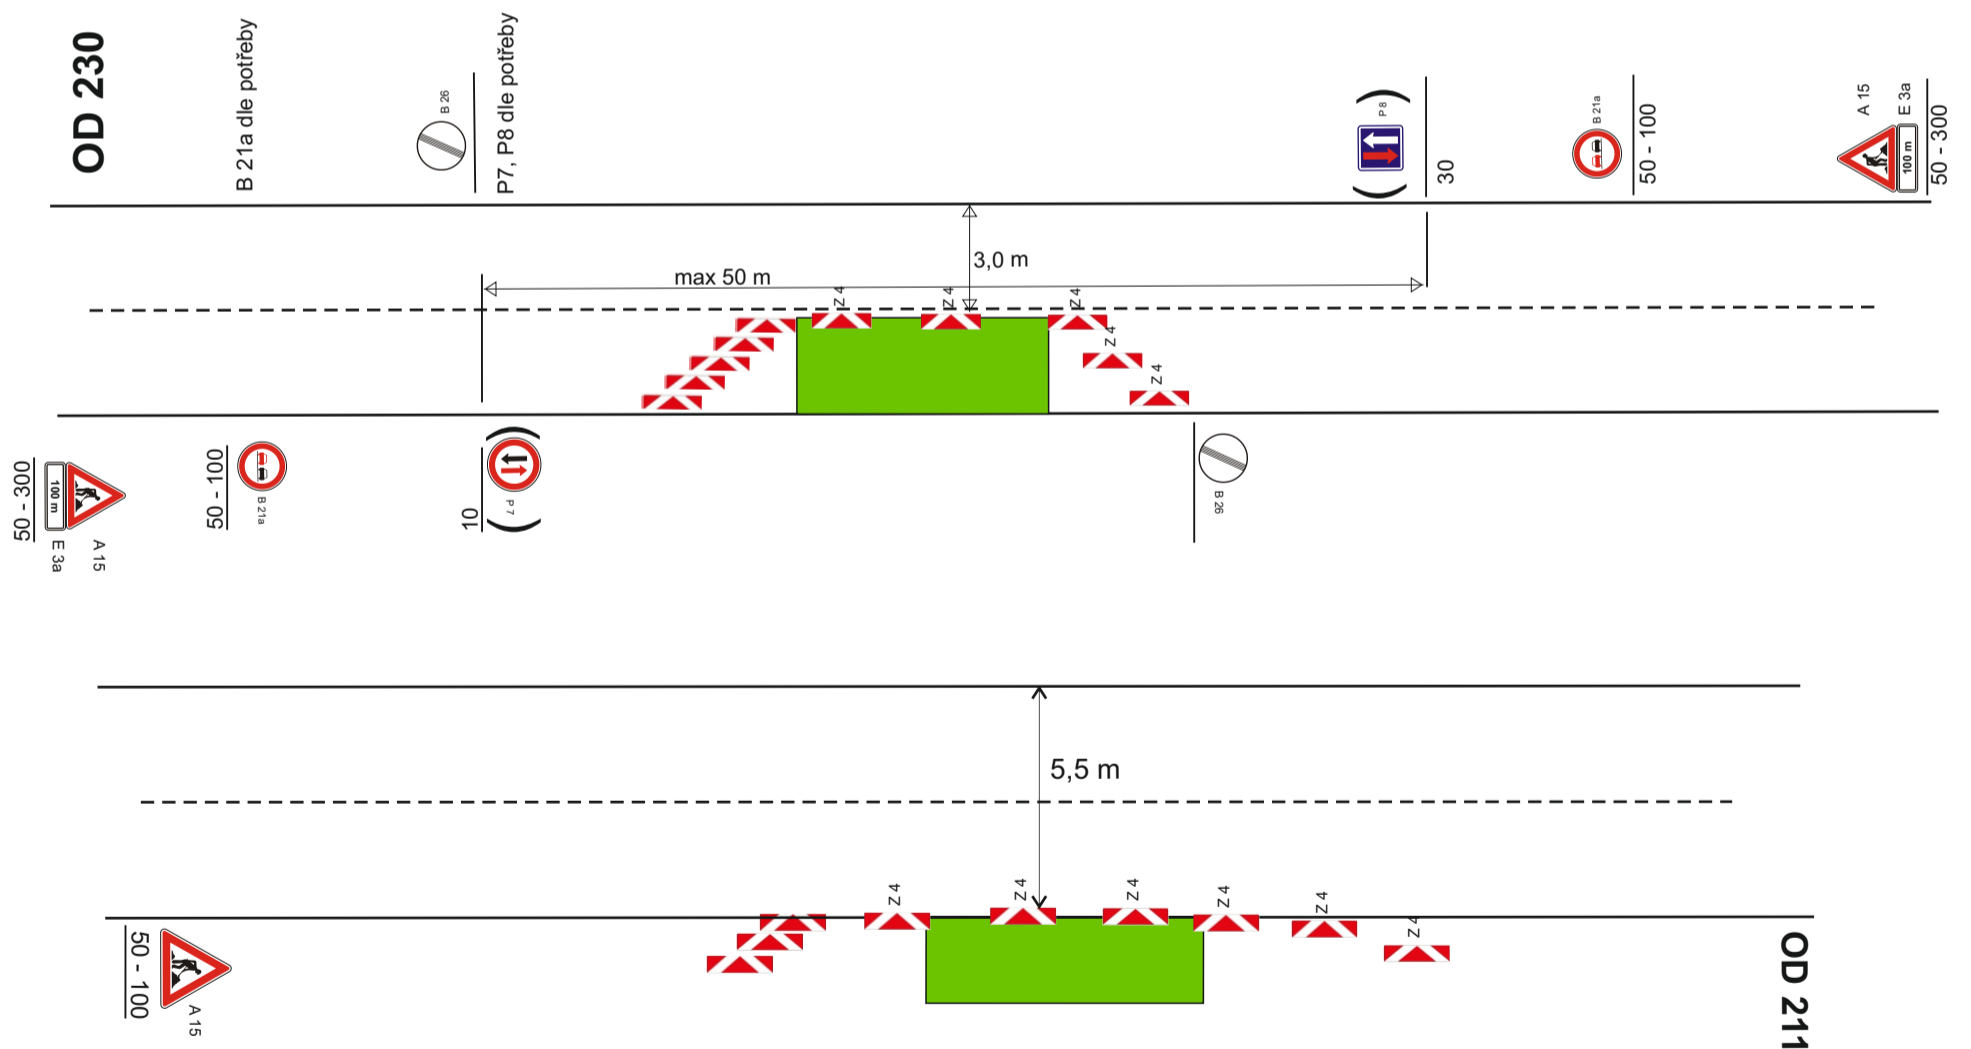 OD 230
B 21a dle potřeby
B 26
P7, P8 dle potřeby
P 8
30
B 21a
50 - 100
A 15
E 3a
100 m
50 - 300
3,0 m
max 50 m
Z 4
Z 4
Z 4
Z 4
Z 4
50 - 300
100 m
E 3a
A 15
50 - 100
B 21a
10
P 7
B 26
5,5 m
Z 4
Z 4
Z 4
Z 4
Z 4
Z 4
50 - 100
A 15
OD 211